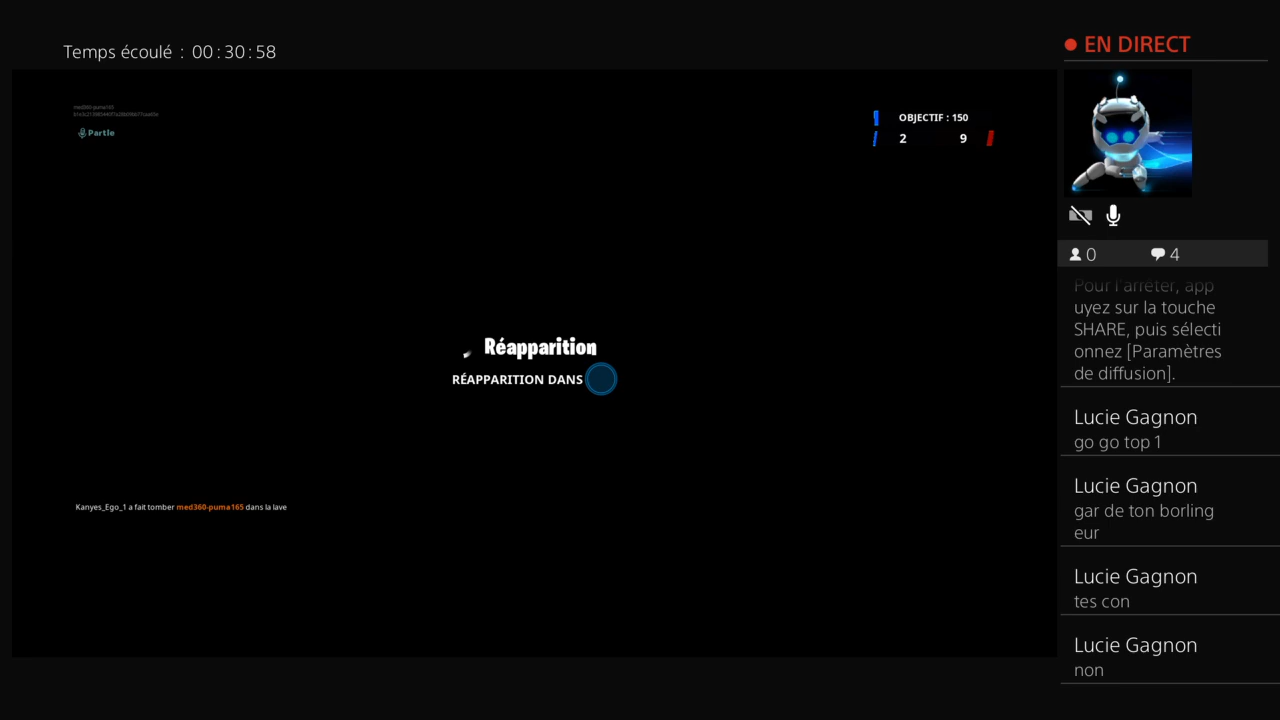 Temps écoulé : 00:30:58
EN DIRECT
med360-puma165
Partle
OBJECTIF : 150
2 9
0 4
Pour l'arrêter, app
uyez sur la touche
SHARE, puis sélecti
onnez [Paramètres
de diffusion].
Réapparition
RÉAPPARITION DANS
Lucie Gagnon
go go top 1
Lucie Gagnon
gar de ton borling
eur
Kanyes_Ego_1 a fait tomber med360-puma165 dans la lave
Lucie Gagnon
tes con
Lucie Gagnon
non